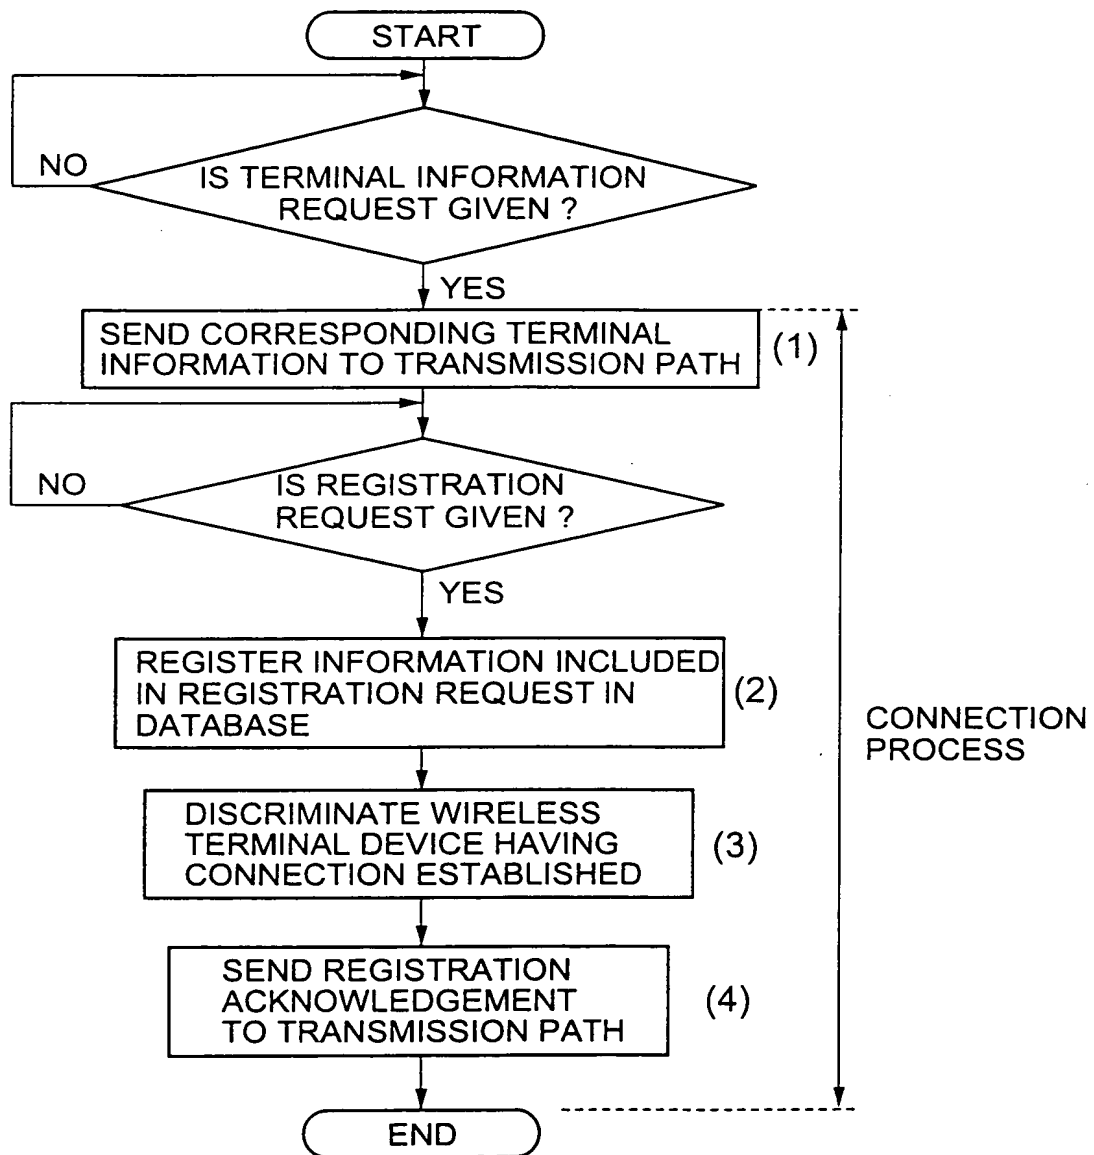 START
NO
IS TERMINAL INFORMATION
REQUEST GIVEN ?
YES
SEND CORRESPONDING TERMINAL
INFORMATION TO TRANSMISSION PATH
(1)
NO
IS REGISTRATION
REQUEST GIVEN ?
YES
REGISTER INFORMATION INCLUDED
IN REGISTRATION REQUEST IN
DATABASE
(2)
CONNECTION
PROCESS
DISCRIMINATE WIRELESS
TERMINAL DEVICE HAVING
CONNECTION ESTABLISHED
(3)
SEND REGISTRATION
ACKNOWLEDGEMENT
TO TRANSMISSION PATH
(4)
END